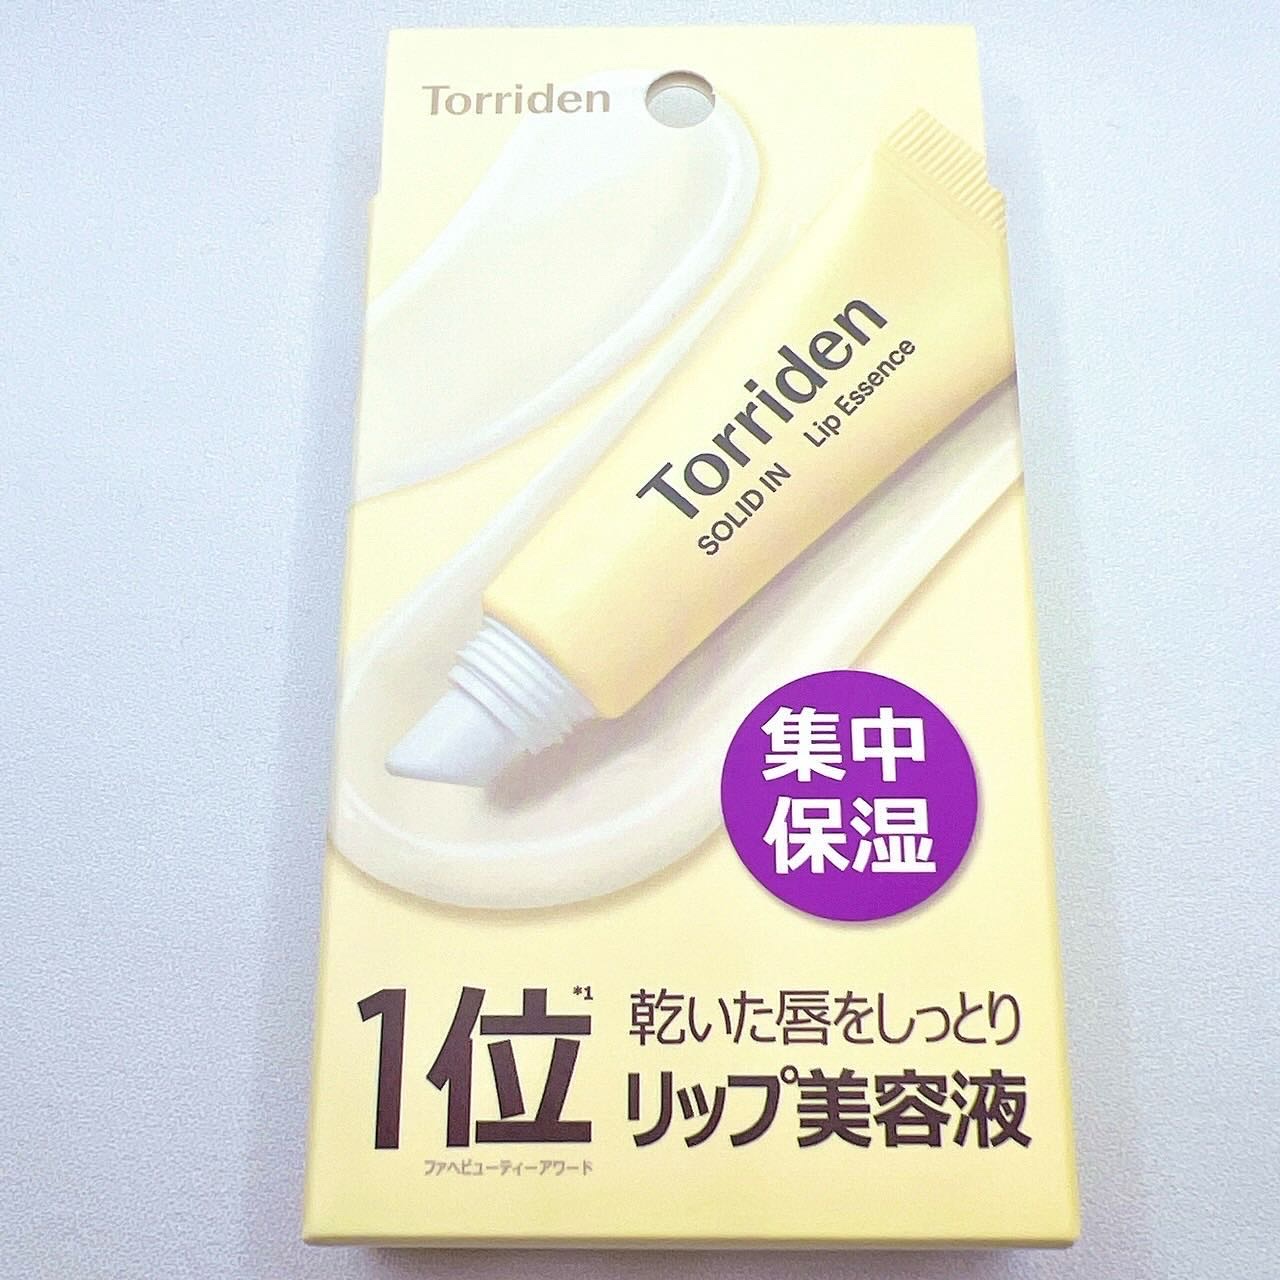 Torriden
Torriden
SOLID IN Lip Essence
集中
保湿
1位*1
ファヘビューティーアワード
乾いた唇をしっとり
リップ美容液